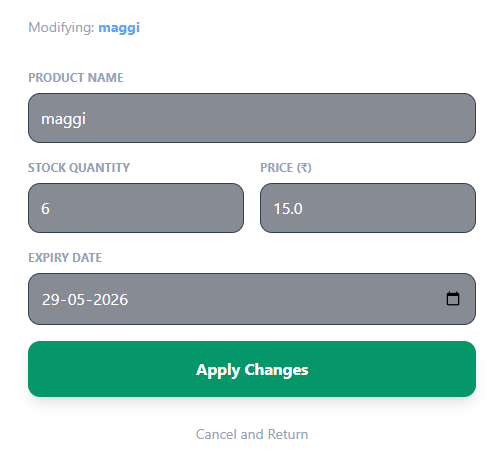 Modifying: maggi
PRODUCT NAME
maggi
STOCK QUANTITY PRICE (₹)
6 15.0
EXPIRY DATE
29-05-2026
Apply Changes
Cancel and Return